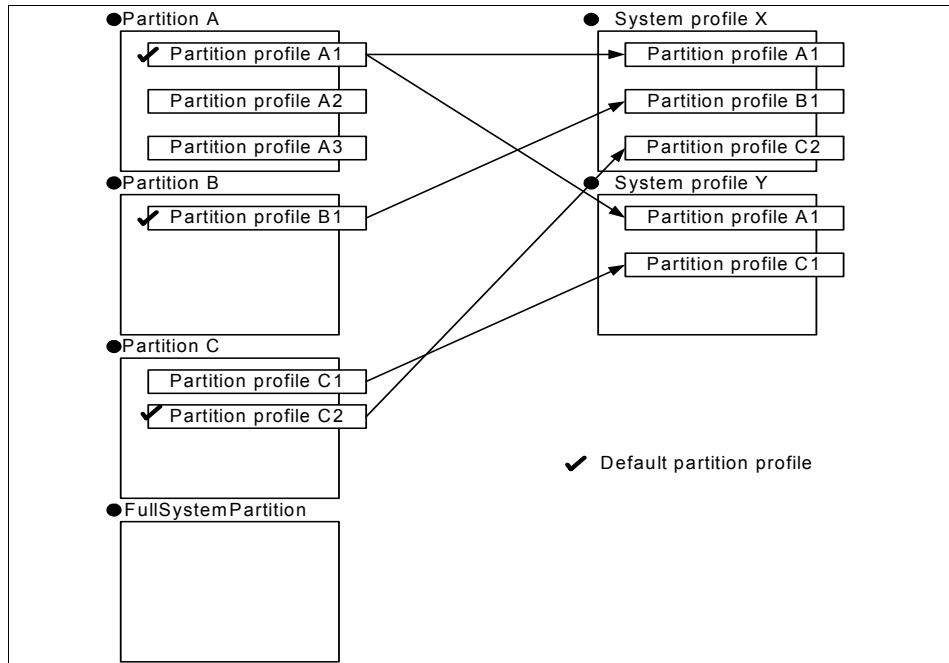 Partition A
Partition profile A1
Partition profile A2
Partition profile A3
Partition B
Partition profile B1
Partition C
Partition profile C1
Partition profile C2
FullSystemPartition
System profile X
Partition profile A1
Partition profile B1
Partition profile C2
System profile Y
Partition profile A1
Partition profile C1
Default partition profile